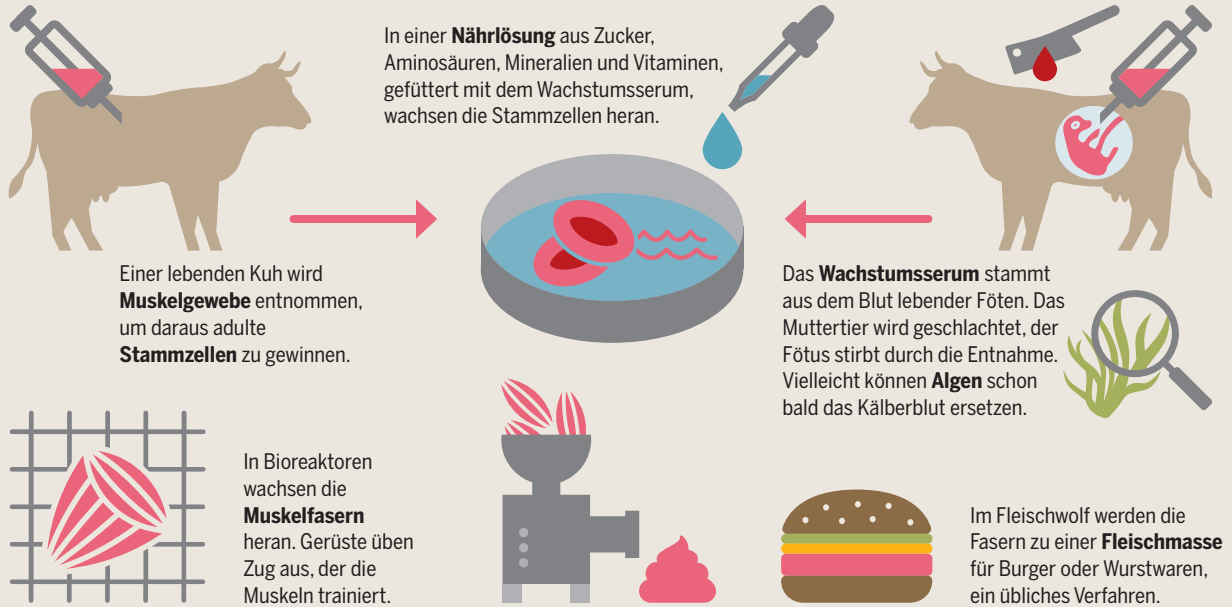 In einer Nährlösung aus Zucker,
Aminosäuren, Mineralien und Vitaminen,
gefüttert mit dem Wachstumsserum,
wachsen die Stammzellen heran.
Einer lebenden Kuh wird
Muskelgewebe entnommen,
um daraus adulte
Stammzellen zu gewinnen.
Das Wachstumsserum stammt
aus dem Blut lebender Föten. Das
Muttertier wird geschlachtet, der
Fötus stirbt durch die Entnahme.
Vielleicht können Algen schon
bald das Kälberblut ersetzen.
In Bioreaktoren
wachsen die
Muskelfasern
heran. Gerüste üben
Zug aus, der die
Muskeln trainiert.
Im Fleischwolf werden die
Fasern zu einer Fleischmasse
für Burger oder Wurstwaren,
ein übliches Verfahren.